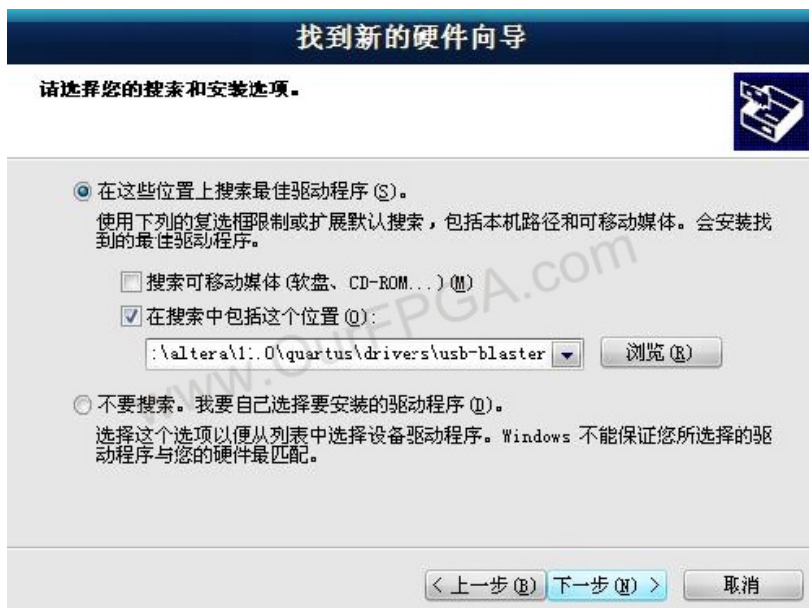 找到新的硬件向导
请选择您的搜索和安装选项。
在这些位置上搜索最佳驱动程序(S)。
使用下列的复选框限制或扩展默认搜索，包括本机路径和可移动媒体。会安装找
到的最佳驱动程序。
搜索可移动媒体(软盘、CD-ROM...)(M)
在搜索中包括这个位置(O):
:\altera\11.0\quartus\drivers\usb-blaster
浏览(R)
不要搜索。我要自己选择要安装的驱动程序(D)。
选择这个选项以便从列表中选择设备驱动程序。Windows 不能保证您所选择的驱
动程序与您的硬件最匹配。
www.OurFPGA.com
< 上一步(B)
下一步(N) >
取消